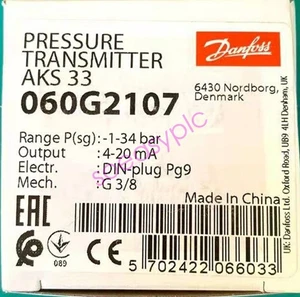 PRESSURE
TRANSMITTER
AKS 33
060G2107
Danfoss
6430 Nordborg,
Denmark
Range P(sg): -1-34 bar
Output : 4-20 mA
Electr. : DIN-plug Pg9
Mech. : G 3/8
Made In China
EAC
089
5 702422 066033
UK: Danfoss Ltd. Oxford Road, UB9 4LH Denham, UK